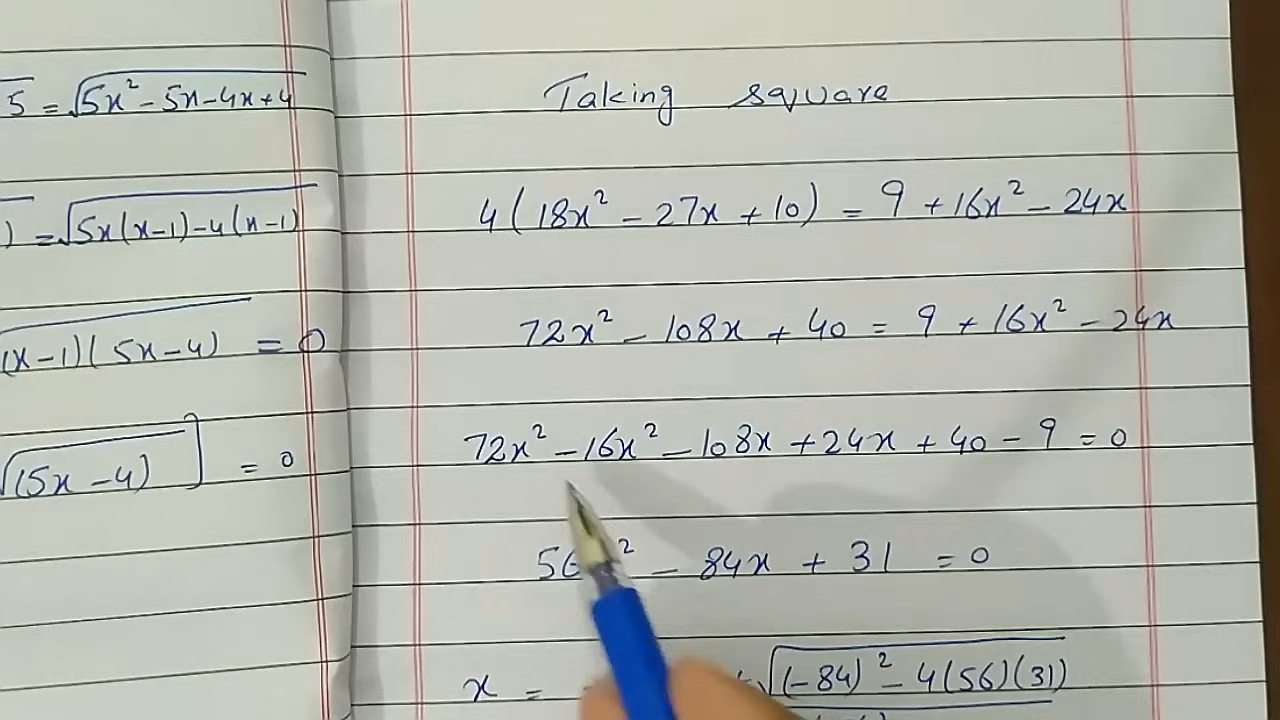 5 = √5x² - 5x - 4x + 4
) = √5x(x-1) - 4(x-1)
(x-1)(5x-4) = 0
√(5x-4) ] = 0
Taking square
4(18x² - 27x + 10) = 9 + 16x² - 24x
72x² - 108x + 40 = 9 + 16x² - 24x
72x² - 16x² - 108x + 24x + 40 - 9 = 0
56 ² - 84x + 31 = 0
x = √(-84)² - 4(56)(31)